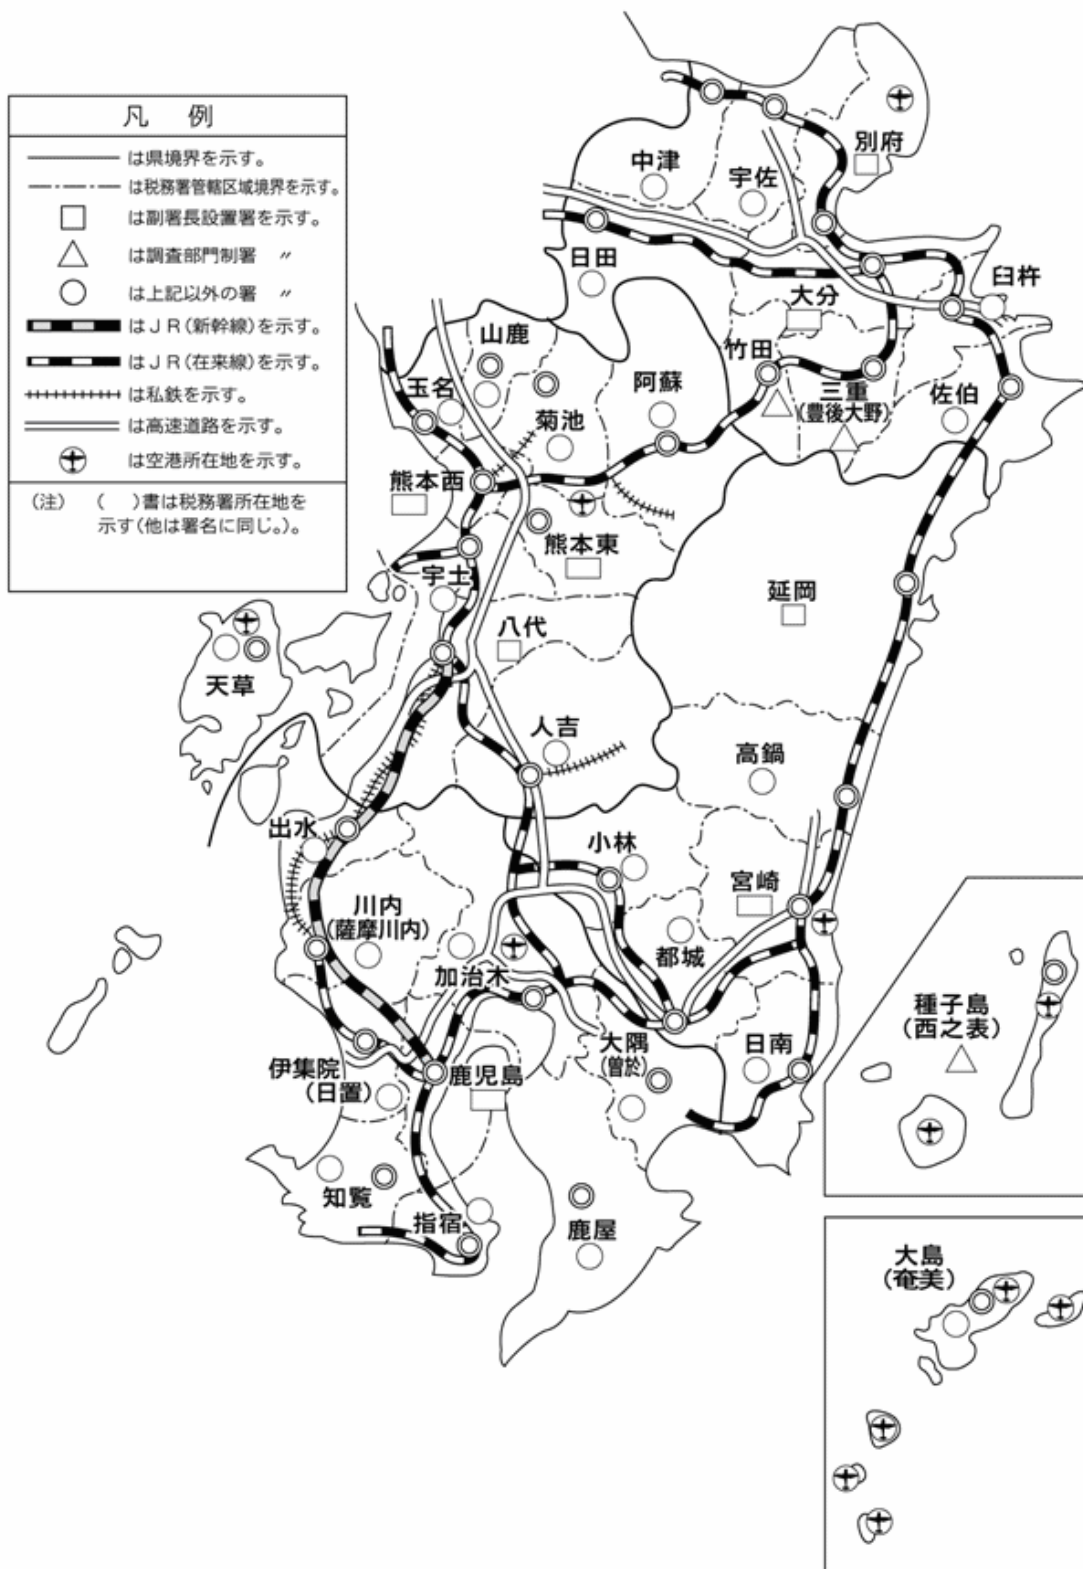 凡 例
は県境界を示す。
は税務署管轄区域境界を示す。
は副署長設置署を示す。
は調査部門制署 〃
は上記以外の署 〃
はＪＲ(新幹線)を示す。
はＪＲ(在来線)を示す。
は私鉄を示す。
は高速道路を示す。
は空港所在地を示す。
(注) ( )書は税務署所在地を
示す(他は署名に同じ。)。
別府
中津
宇佐
日田
臼杵
大分
山鹿
竹田
阿蘇
玉名
三重
(豊後大野)
佐伯
菊池
熊本西
熊本東
宇土
延岡
八代
天草
人吉
高鍋
出水
小林
宮崎
川内
(薩摩川内)
都城
加治木
種子島
(西之表)
大隅
(曽於)
日南
伊集院
(日置)
鹿児島
知覧
指宿
鹿屋
大島
(奄美)